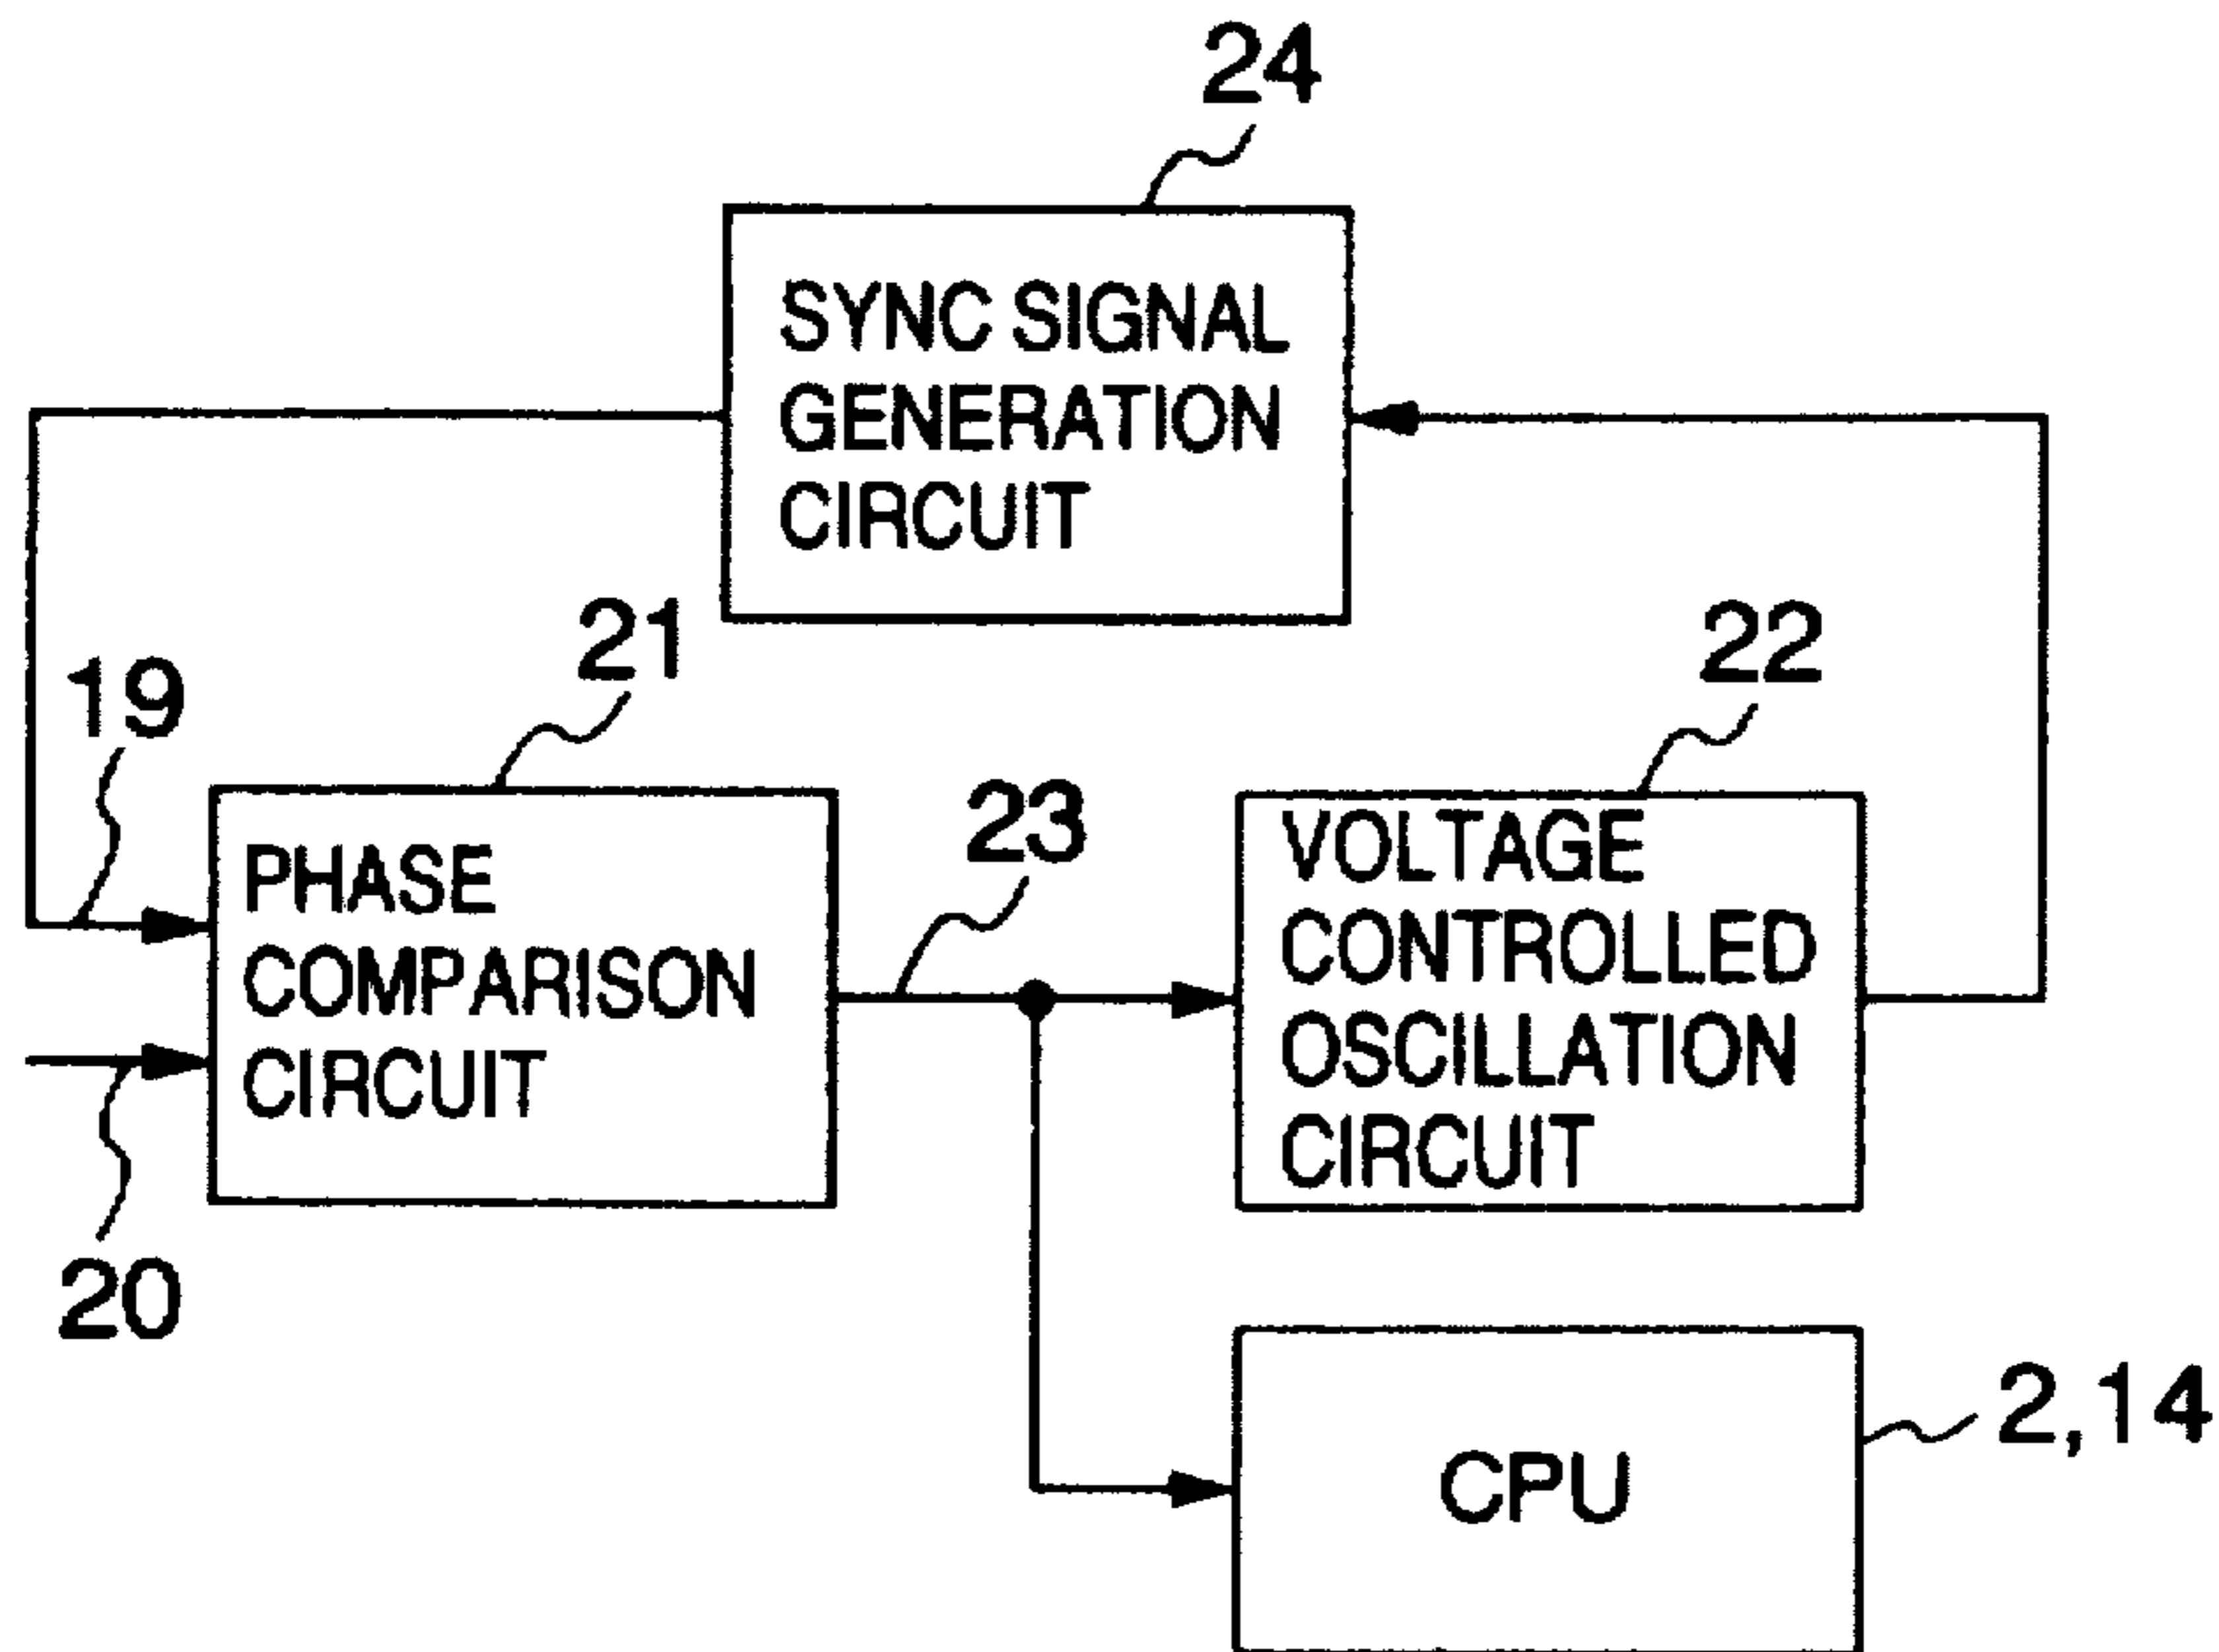 24
SYNC SIGNAL
GENERATION
CIRCUIT
21
22
19
23
PHASE
COMPARISON
CIRCUIT
VOLTAGE
CONTROLLED
OSCILLATION
CIRCUIT
20
2,14
CPU